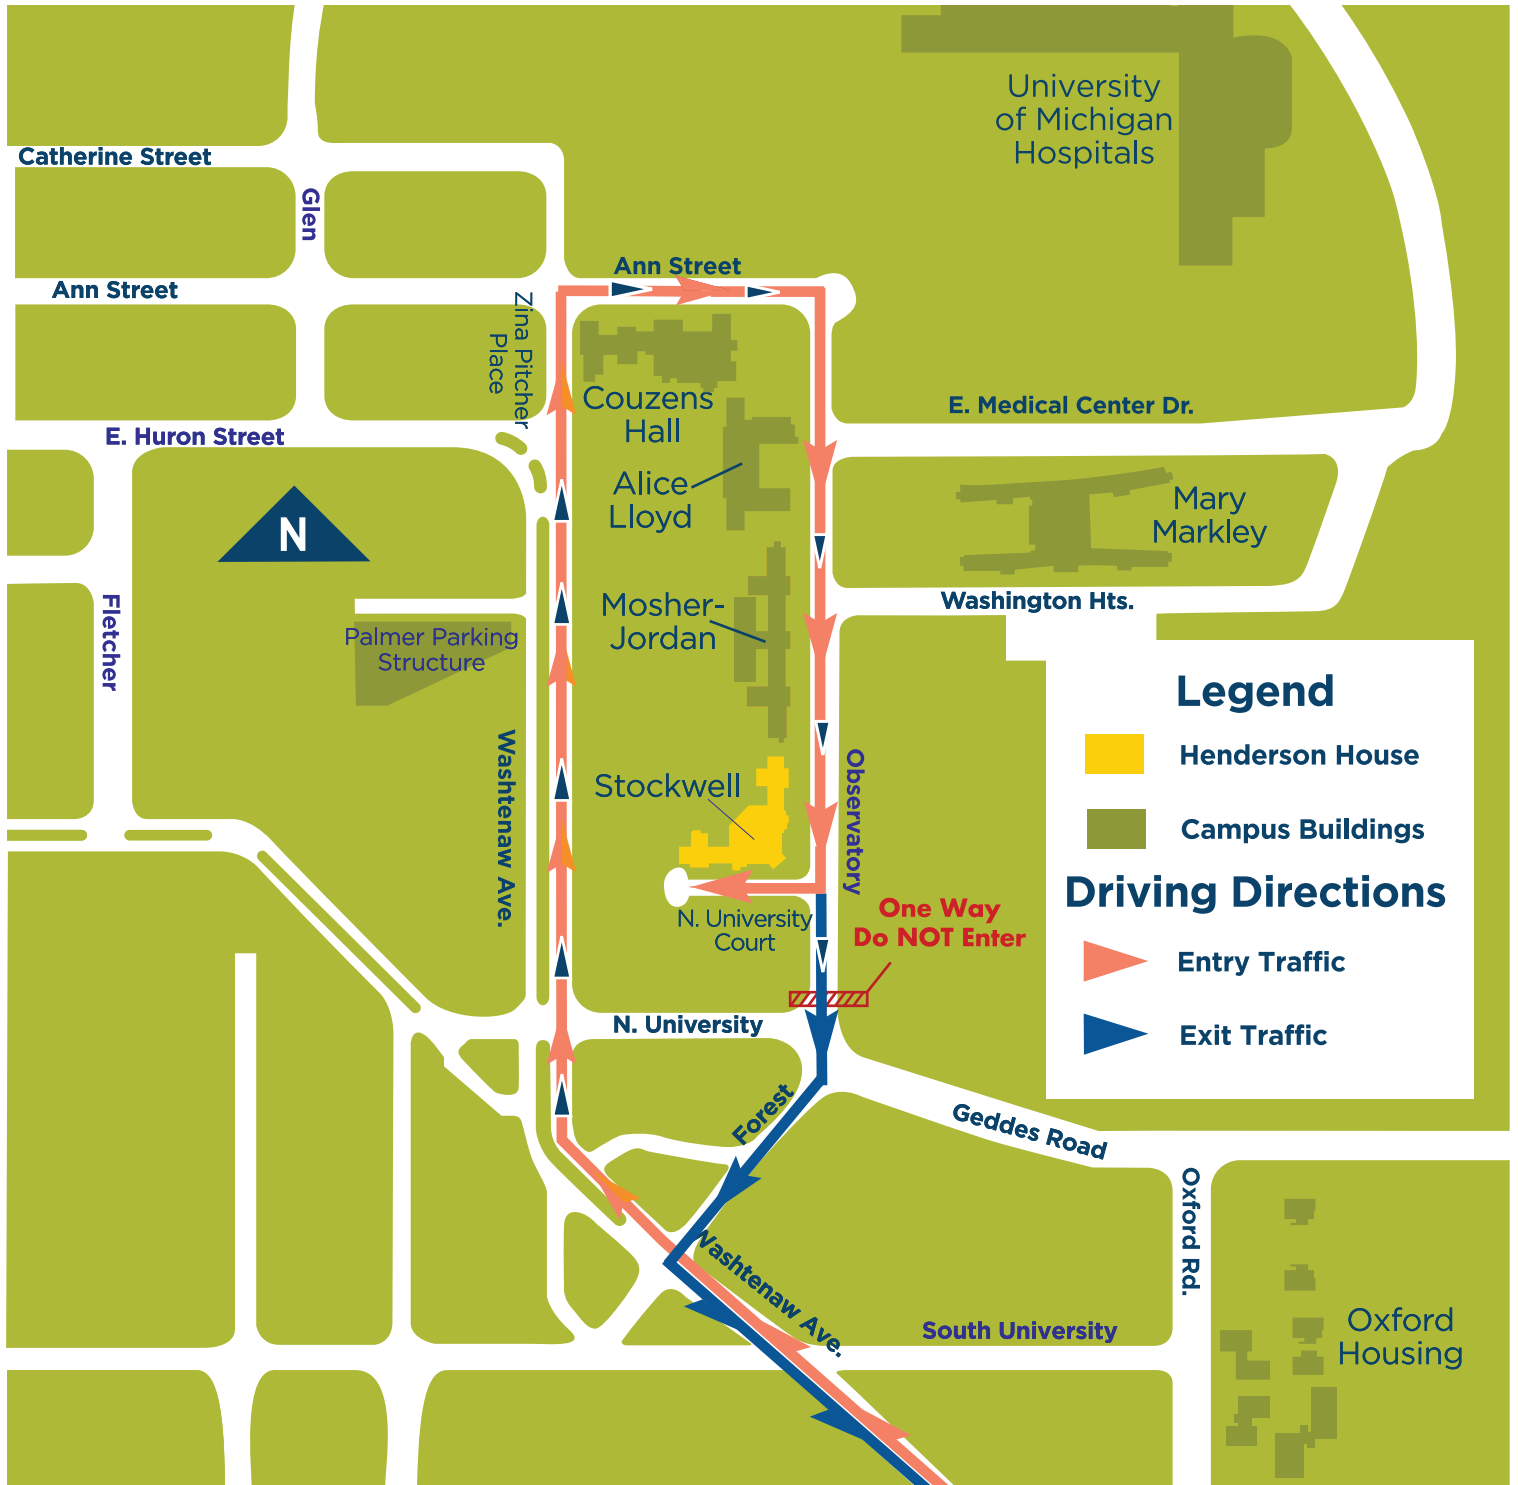 University
of Michigan
Hospitals
Catherine Street
Glen
Ann Street
Ann Street
Zina Pitcher
Place
Couzens
Hall
E. Medical Center Dr.
E. Huron Street
Alice
Lloyd
Mary
Markley
N
Fletcher
Mosher-
Jordan
Washington Hts.
Palmer Parking
Structure
Legend
Henderson House
Campus Buildings
Driving Directions
Entry Traffic
Exit Traffic
Washtenaw Ave.
Stockwell
Observatory
N. University
Court
One Way
Do NOT Enter
N. University
Forest
Geddes Road
Oxford Rd.
Washtenaw Ave.
South University
Oxford
Housing